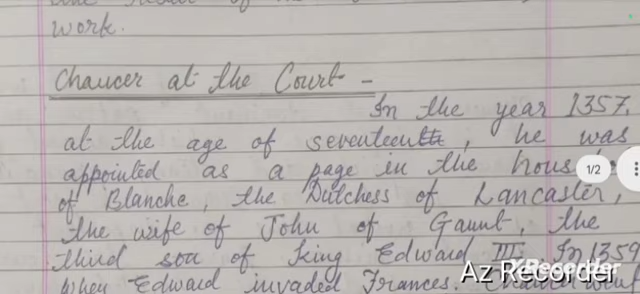 work.
Chaucer at the Court -
In the year 1357,
at the age of seventeen, he was
appointed as a page in the hous
1/2
of Blanche, the Dutchess of Lancaster,
the wife of John of Gaunt, the
third son of King Edward III. In 1359
when Edward invaded Frances.
Az Recorder